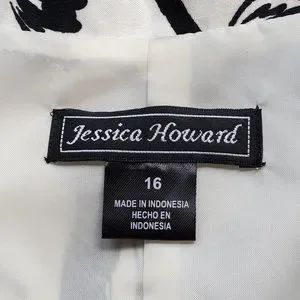 Jessica Howard
16
MADE IN INDONESIA
HECHO EN
INDONESIA